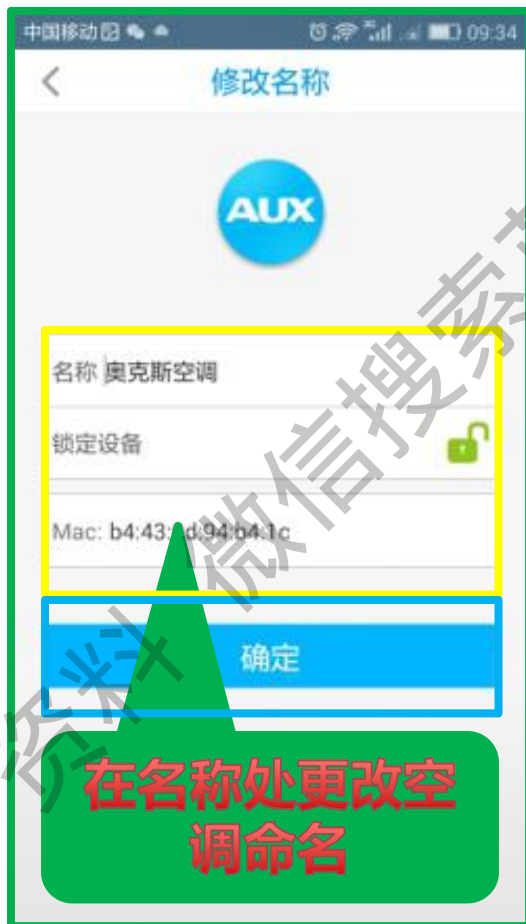 中国移动 09:34
修改名称
AUX
名称 奥克斯空调
锁定设备
Mac: b4:43: d:94:b4:1c
确定
在名称处更改空
调命名
资料 微信搜索